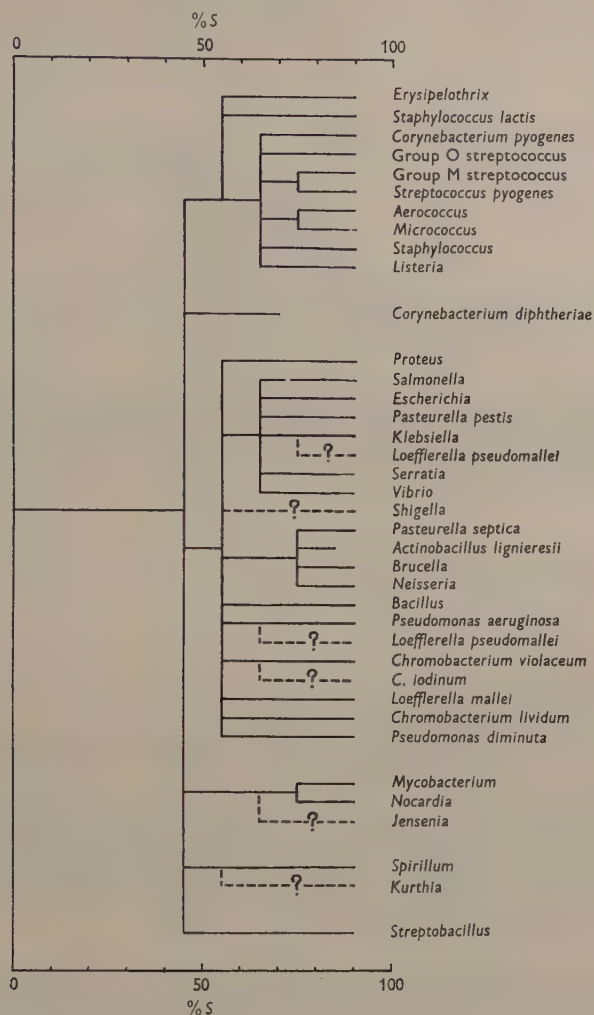 % S
0 50 100
Erysipelothrix
Staphylococcus lactis
Corynebacterium pyogenes
Group O streptococcus
Group M streptococcus
Streptococcus pyogenes
Aerococcus
Micrococcus
Staphylococcus
Listeria
Corynebacterium diphtheriae
Proteus
Salmonella
Escherichia
Pasteurella pestis
Klebsiella
? Loefflerella pseudomallei
Serratia
Vibrio
? Shigella
Pasteurella septica
Actinobacillus lignieresii
Brucella
Neisseria
Bacillus
Pseudomonas aeruginosa
? Loefflerella pseudomallei
Chromobacterium violaceum
? C. iodinum
Loefflerella mallei
Chromobacterium lividum
Pseudomonas diminuta
Mycobacterium
Nocardia
? Jensenia
Spirillum
? Kurthia
Streptobacillus
0 50 100
% S